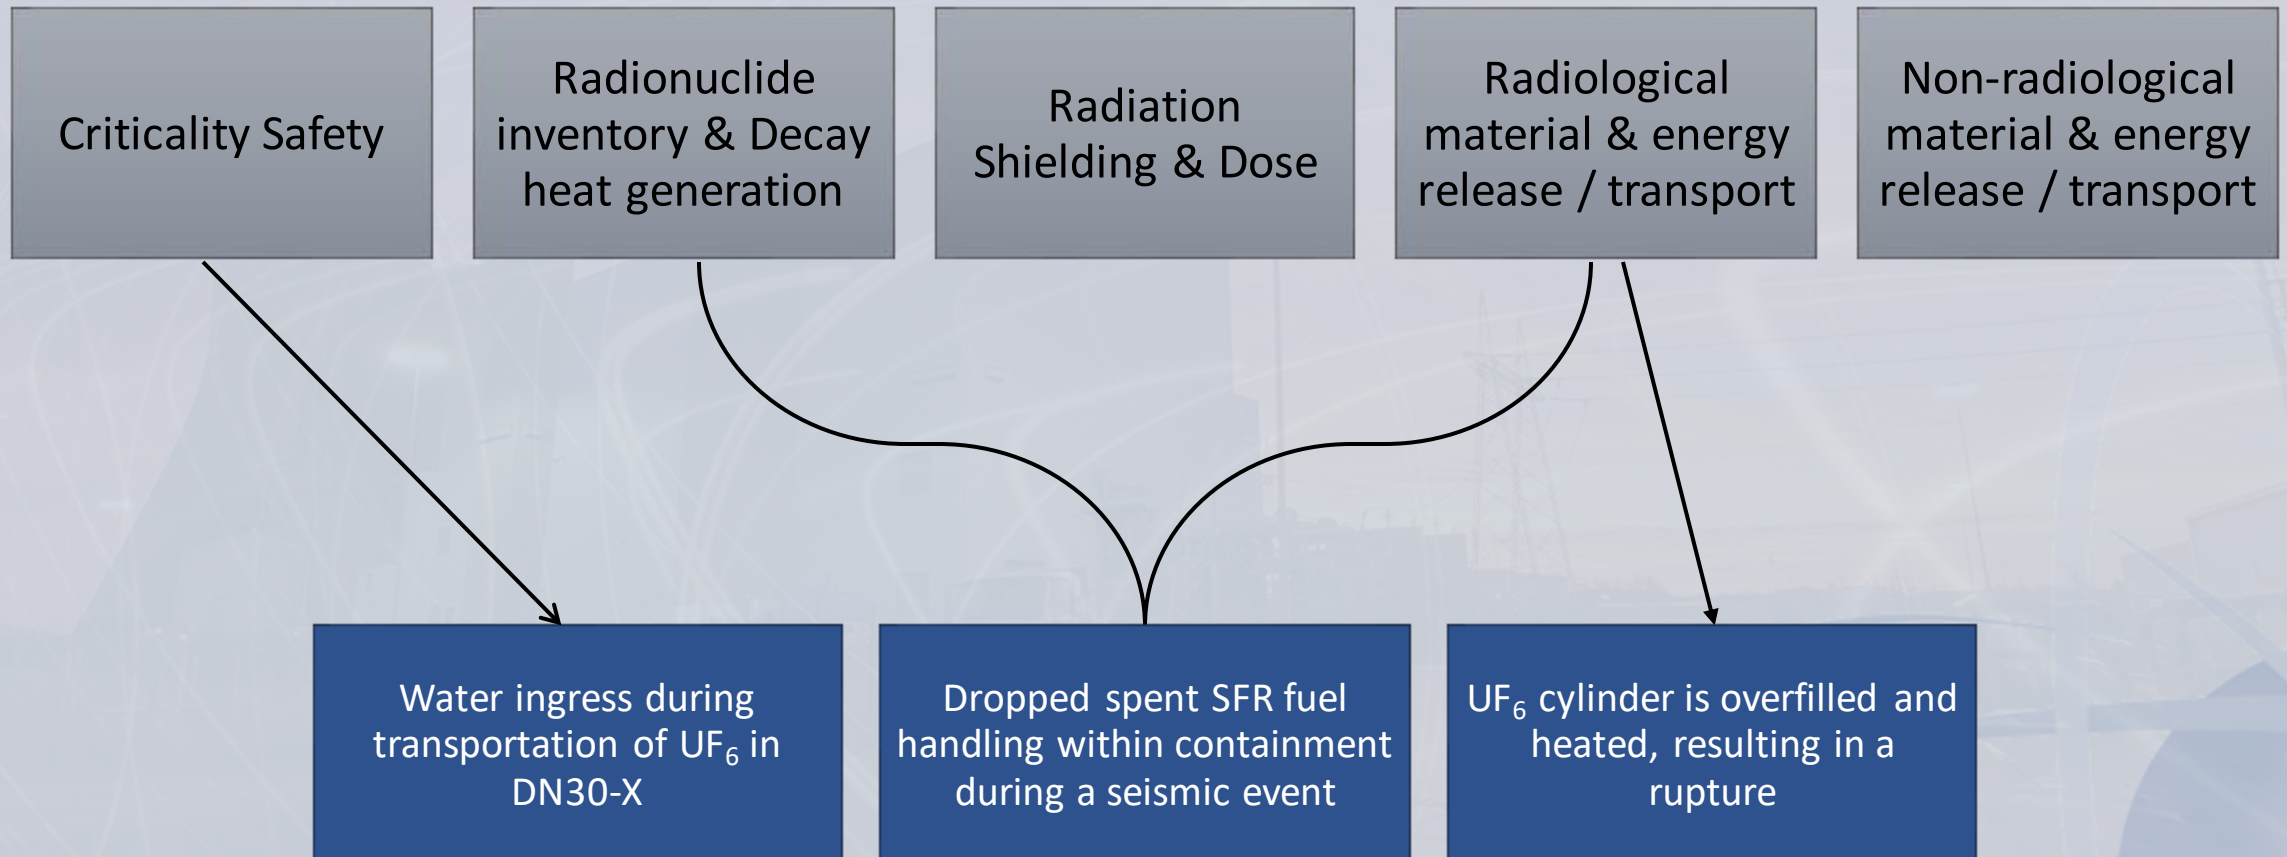 Criticality Safety
Radionuclide
inventory & Decay
heat generation
Radiation
Shielding & Dose
Radiological
material & energy
release / transport
Non-radiological
material & energy
release / transport
Water ingress during
transportation of UF₆ in
DN30-X
Dropped spent SFR fuel
handling within containment
during a seismic event
UF₆ cylinder is overfilled and
heated, resulting in a
rupture